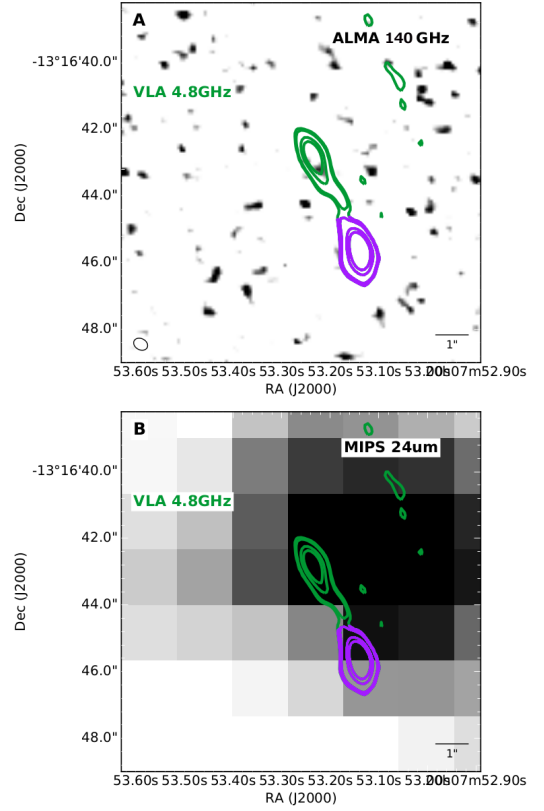 A
ALMA 140 GHz
VLA 4.8GHz
-13°16'40.0"
42.0"
44.0"
46.0"
48.0"
Dec (J2000)
1"
53.60s 53.50s 53.40s 53.30s 53.20s 53.10s 53.00s 20h07m52.90s
RA (J2000)
B
MIPS 24um
VLA 4.8GHz
-13°16'40.0"
42.0"
44.0"
46.0"
48.0"
Dec (J2000)
1"
53.60s 53.50s 53.40s 53.30s 53.20s 53.10s 53.00s 20h07m52.90s
RA (J2000)